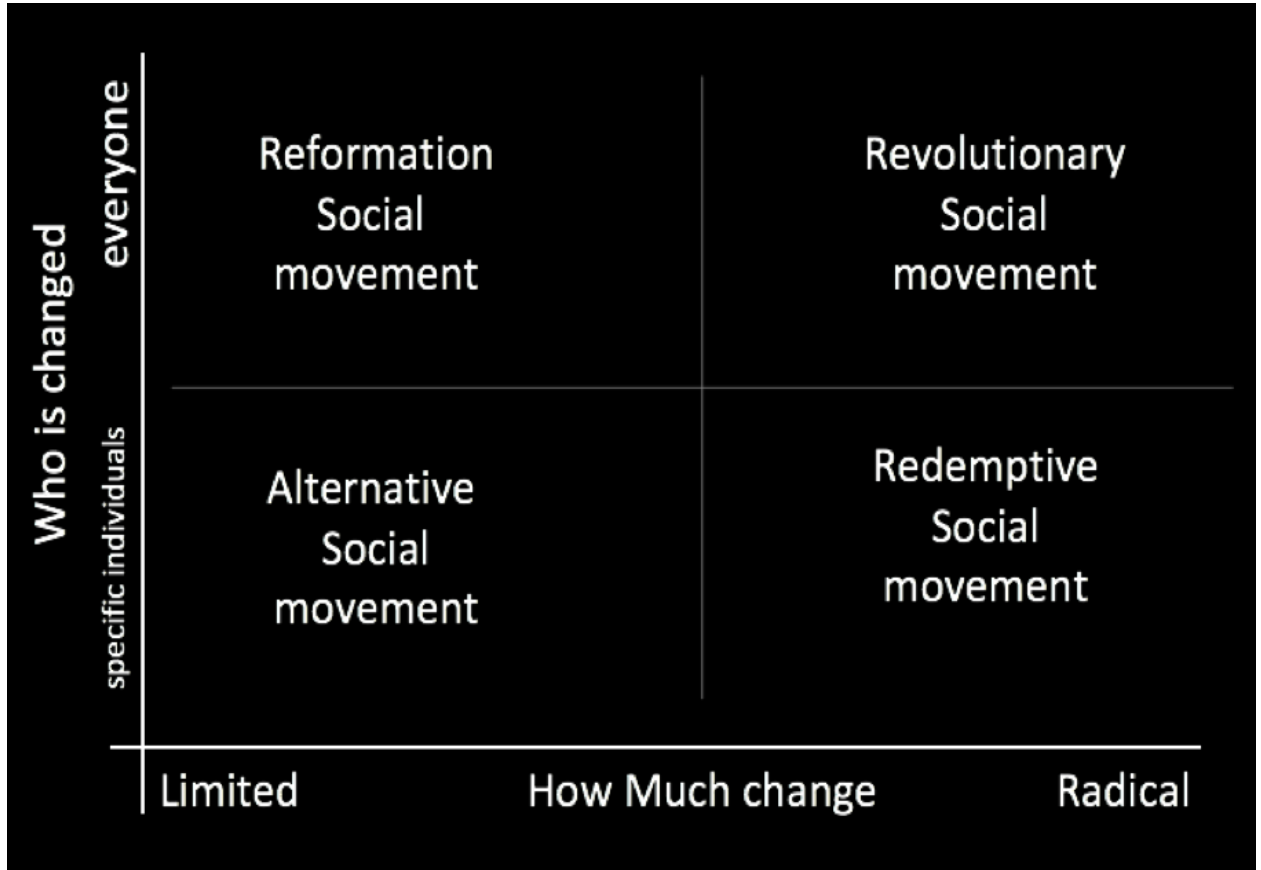 Who is changed
everyone
specific individuals
Reformation
Social
movement
Revolutionary
Social
movement
Alternative
Social
movement
Redemptive
Social
movement
Limited
How Much change
Radical